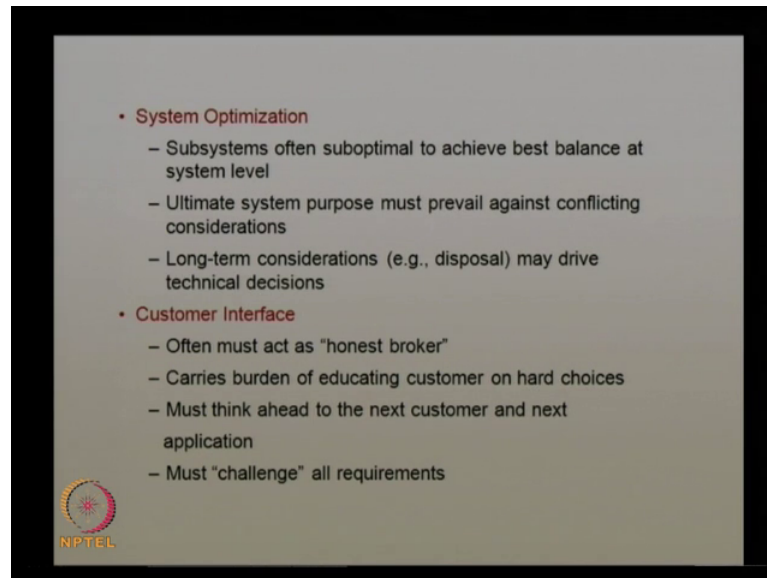 • System Optimization
– Subsystems often suboptimal to achieve best balance at
system level
– Ultimate system purpose must prevail against conflicting
considerations
– Long-term considerations (e.g., disposal) may drive
technical decisions
• Customer Interface
– Often must act as "honest broker"
– Carries burden of educating customer on hard choices
– Must think ahead to the next customer and next
application
– Must "challenge" all requirements
NPTEL